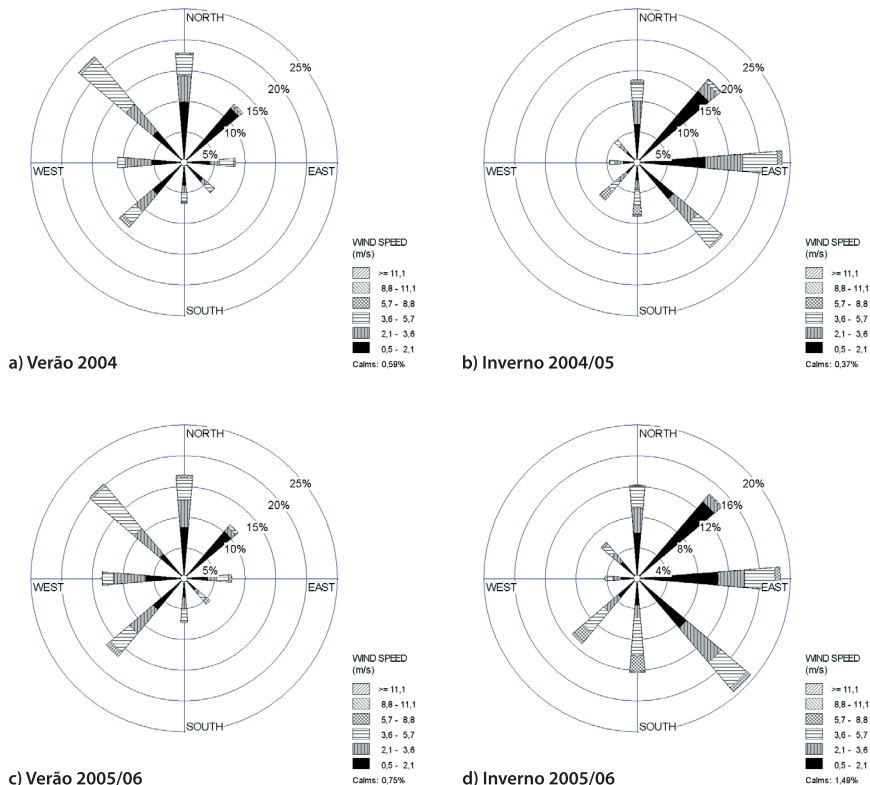 NORTH
25%
20%
15%
10%
5%
WEST
EAST
SOUTH
WIND SPEED
(m/s)
>= 11,1
8,8 - 11,1
5,7 - 8,8
3,6 - 5,7
2,1 - 3,6
0,5 - 2,1
Calms: 0,59%
a) Verão 2004
NORTH
25%
20%
15%
10%
5%
WEST
EAST
SOUTH
WIND SPEED
(m/s)
>= 11,1
8,8 - 11,1
5,7 - 8,8
3,6 - 5,7
2,1 - 3,6
0,5 - 2,1
Calms: 0,37%
b) Inverno 2004/05
NORTH
25%
20%
15%
10%
5%
WEST
EAST
SOUTH
WIND SPEED
(m/s)
>= 11,1
8,8 - 11,1
5,7 - 8,8
3,6 - 5,7
2,1 - 3,6
0,5 - 2,1
Calms: 0,75%
c) Verão 2005/06
NORTH
20%
16%
12%
8%
4%
WEST
EAST
SOUTH
WIND SPEED
(m/s)
>= 11,1
8,8 - 11,1
5,7 - 8,8
3,6 - 5,7
2,1 - 3,6
0,5 - 2,1
Calms: 1,49%
d) Inverno 2005/06